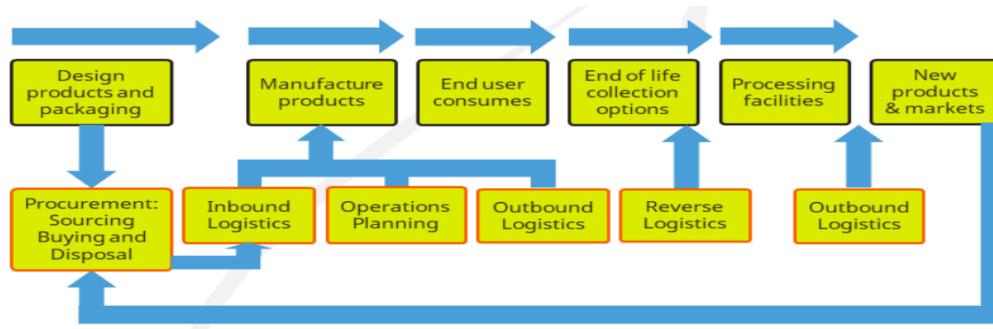 Design
products and
packaging
Manufacture
products
End user
consumes
End of life
collection
options
Processing
facilities
New
products
& markets
Procurement:
Sourcing
Buying and
Disposal
Inbound
Logistics
Operations
Planning
Outbound
Logistics
Reverse
Logistics
Outbound
Logistics